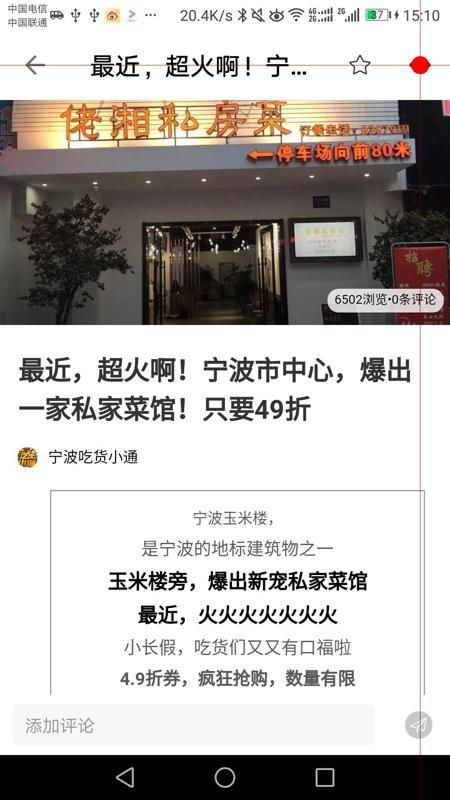 中国电信
中国联通
20.4K/s
4G
2G
2G
37
15:10
最近，超火啊！宁...
佬湘私房菜
←停车场向前80米
招聘
6502浏览•0条评论
最近，超火啊！宁波市中心，爆出
一家私家菜馆！只要49折
宁波吃货小通
宁波玉米楼，
是宁波的地标建筑物之一
玉米楼旁，爆出新宠私家菜馆
最近，火火火火火火火
小长假，吃货们又又有口福啦
4.9折券，疯狂抢购，数量有限
添加评论